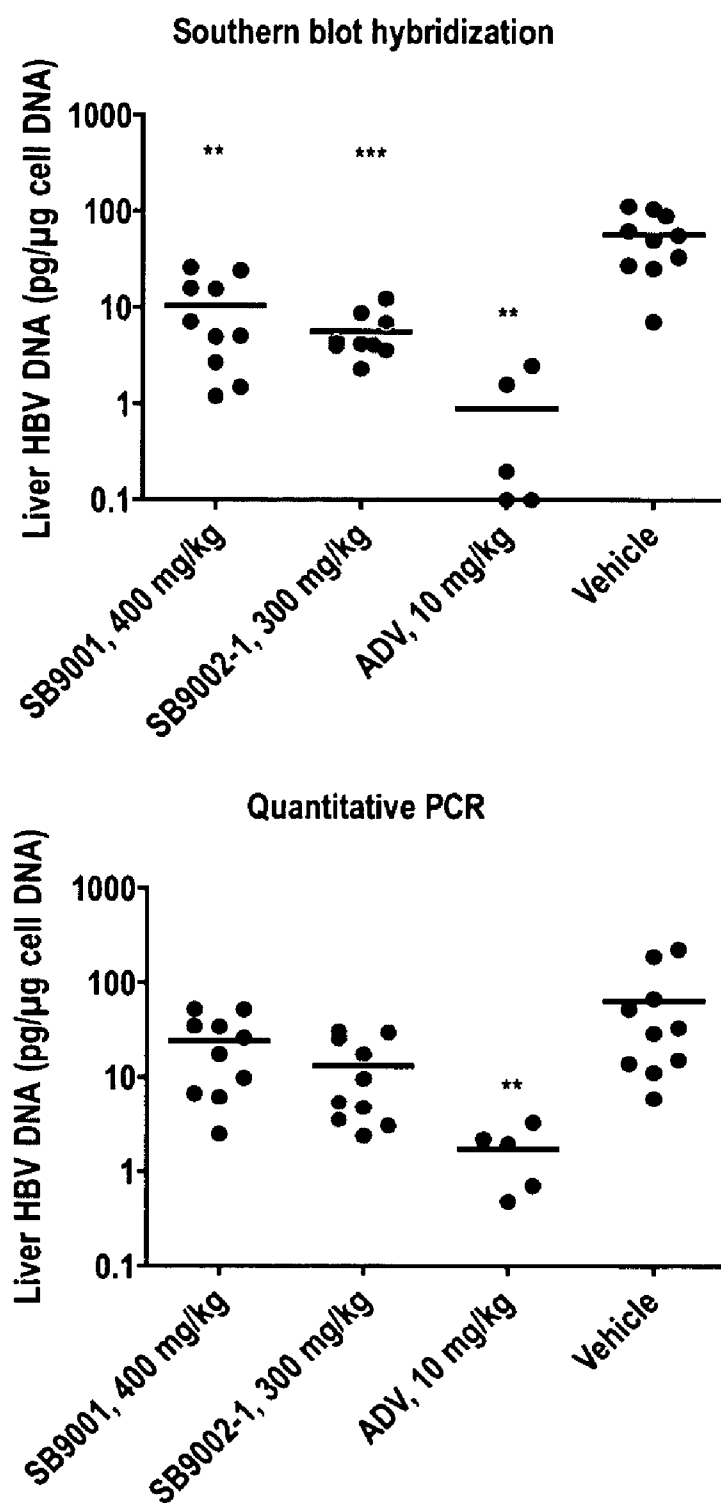 Southern blot hybridization
Liver HBV DNA (pg/µg cell DNA)
1000
100
10
1
0.1
**
***
**
SB9001, 400 mg/kg
SB9002-1, 300 mg/kg
ADV, 10 mg/kg
Vehicle
Quantitative PCR
Liver HBV DNA (pg/µg cell DNA)
1000
100
10
1
0.1
**
SB9001, 400 mg/kg
SB9002-1, 300 mg/kg
ADV, 10 mg/kg
Vehicle